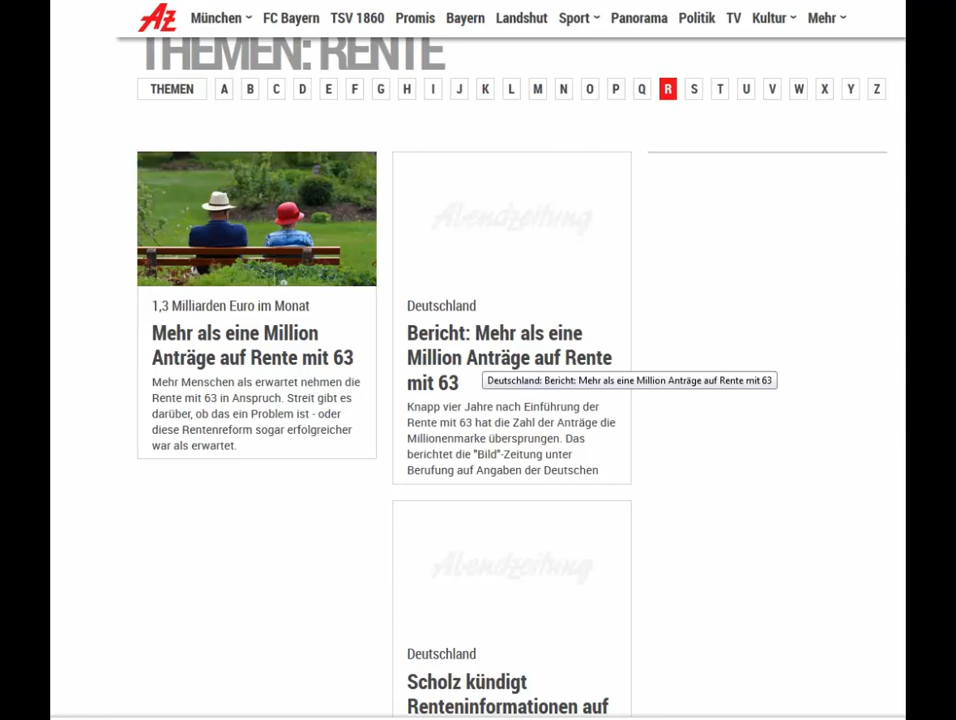 AZ München FC Bayern TSV 1860 Promis Bayern Landshut Sport Panorama Politik TV Kultur Mehr
THEMEN: RENTE
THEMEN A B C D E F G H I J K L M N O P Q R S T U V W X Y Z
1,3 Milliarden Euro im Monat
Mehr als eine Million
Anträge auf Rente mit 63
Mehr Menschen als erwartet nehmen die
Rente mit 63 in Anspruch. Streit gibt es
darüber, ob das ein Problem ist - oder
diese Rentenreform sogar erfolgreicher
war als erwartet.
Abendzeitung
Deutschland
Bericht: Mehr als eine
Million Anträge auf Rente
mit 63
Deutschland: Bericht: Mehr als eine Million Anträge auf Rente mit 63
Knapp vier Jahre nach Einführung der
Rente mit 63 hat die Zahl der Anträge die
Millionenmarke übersprungen. Das
berichtet die "Bild"-Zeitung unter
Berufung auf Angaben der Deutschen
Abendzeitung
Deutschland
Scholz kündigt
Renteninformationen auf